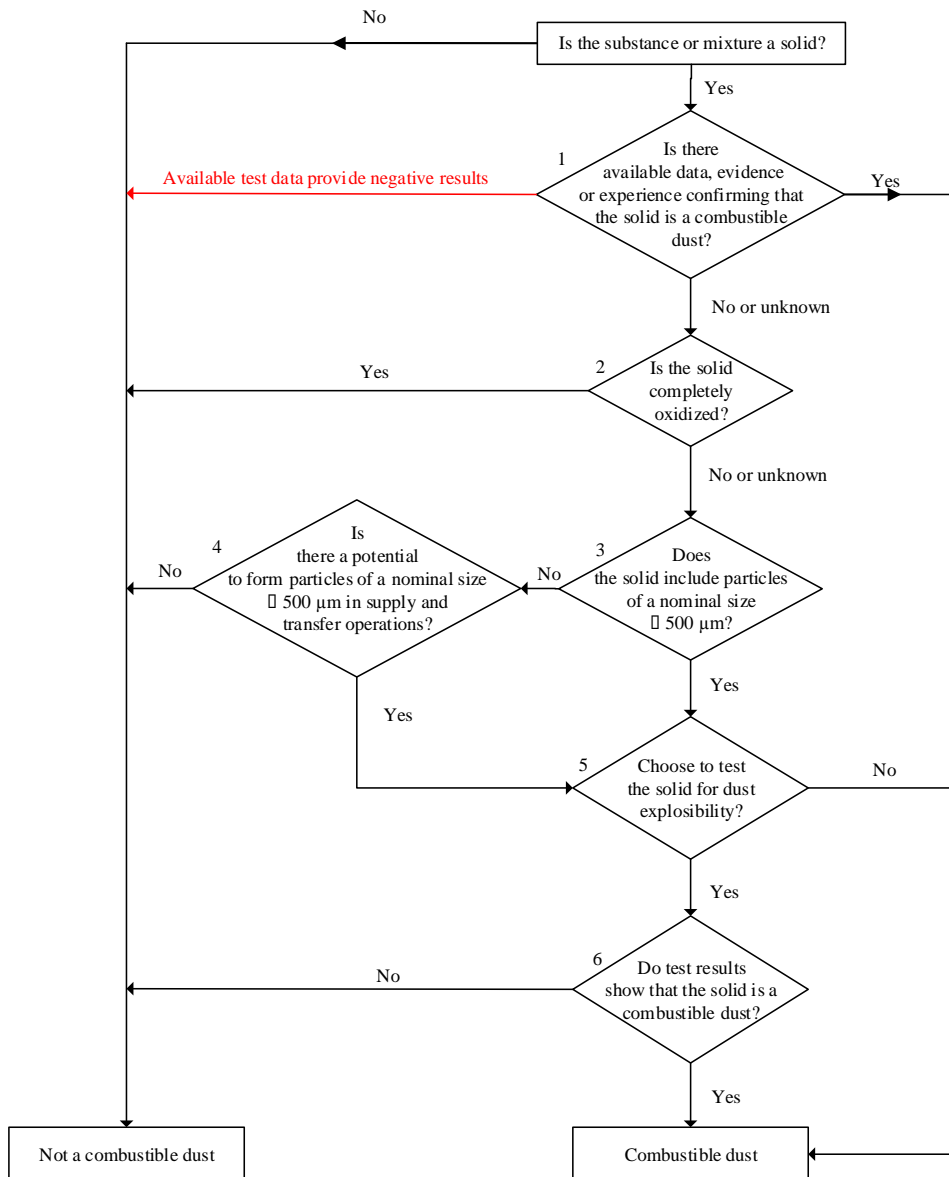 No
Is the substance or mixture a solid?
Yes
1
Is there
available data, evidence
or experience confirming that
the solid is a combustible
dust?
Available test data provide negative results
Yes
No or unknown
2
Is the solid
completely
oxidized?
Yes
No or unknown
4
Is
there a potential
to form particles of a nominal size
▯ 500 µm in supply and
transfer operations?
No
No
3
Does
the solid include particles
of a nominal size
▯ 500 µm?
Yes
Yes
5
Choose to test
the solid for dust
explosibility?
No
Yes
6
Do test results
show that the solid is a
combustible dust?
No
Yes
Not a combustible dust
Combustible dust